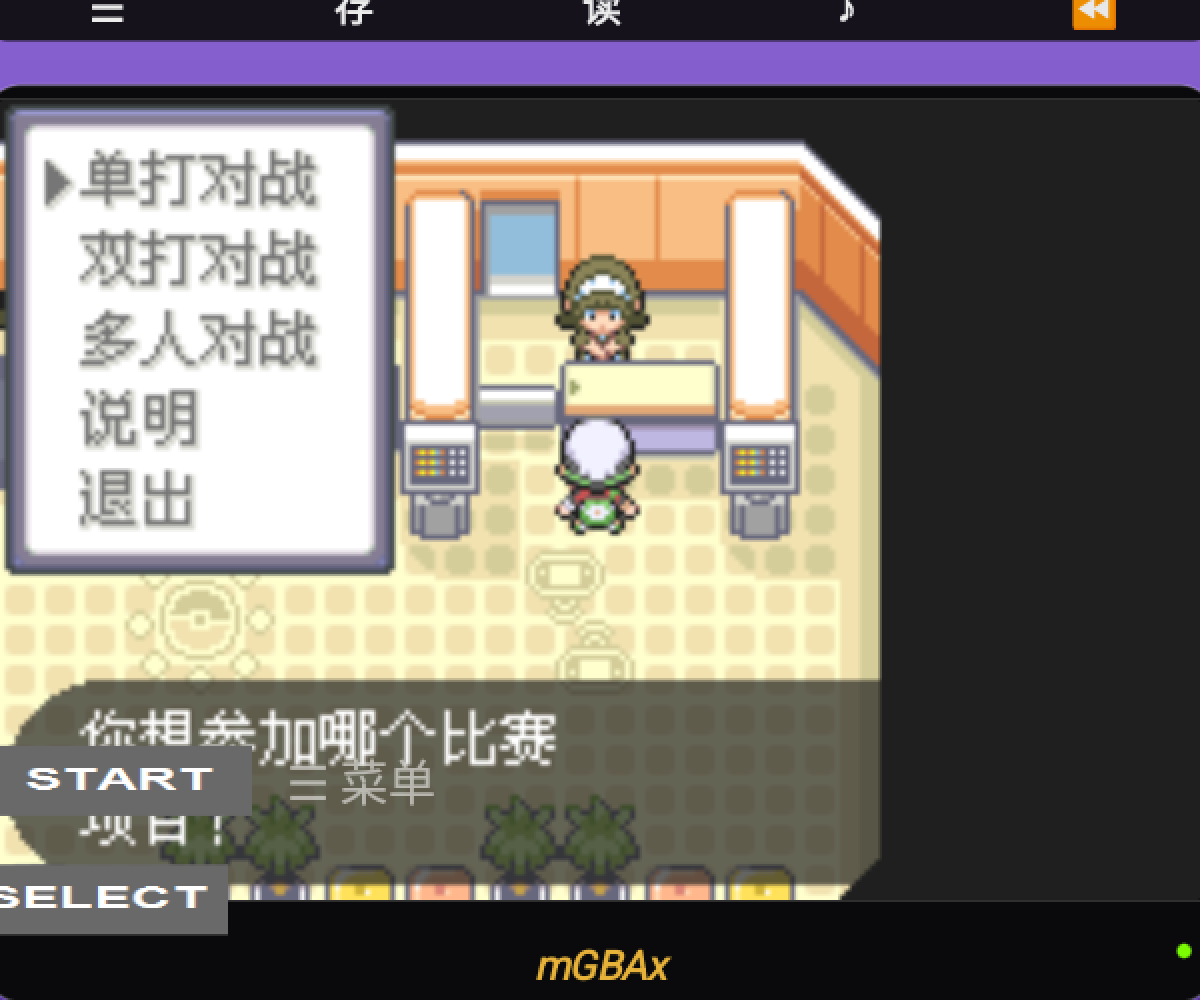 存 读
单打对战
双打对战
多人对战
说明
退出
你想参加哪个比赛
START
菜单
项目！
SELECT
mGBAx